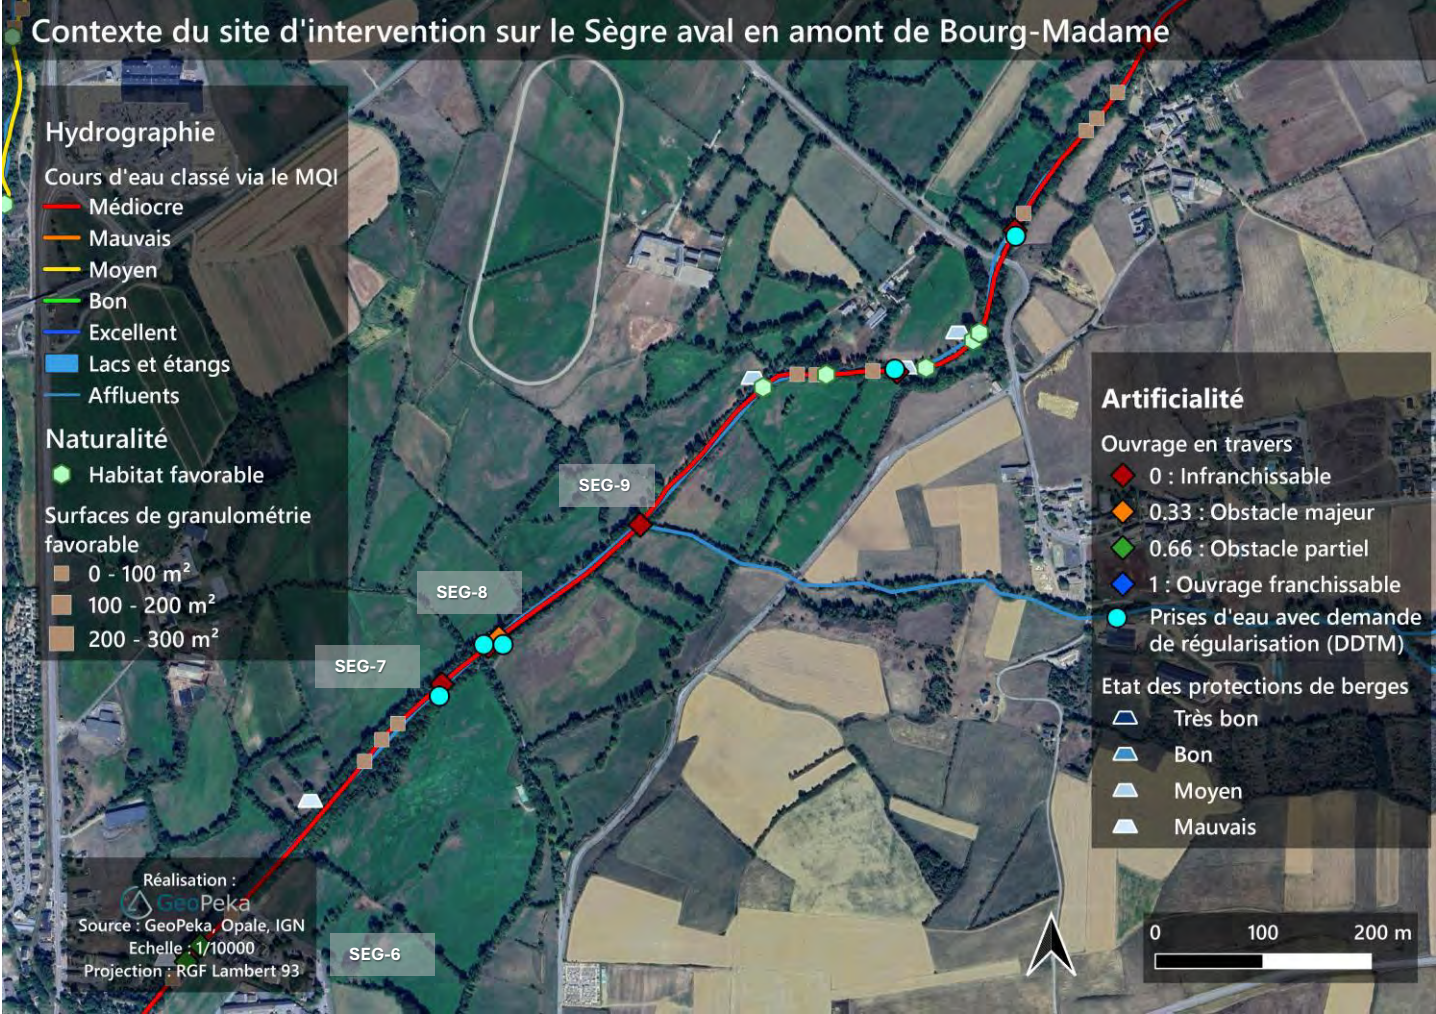 Contexte du site d'intervention sur le Sègre aval en amont de Bourg-Madame
Hydrographie
Cours d'eau classé via le MQI
Médiocre
Mauvais
Moyen
Bon
Excellent
Lacs et étangs
Affluents
Naturalité
Habitat favorable
Surfaces de granulométrie
favorable
0 - 100 m²
100 - 200 m²
200 - 300 m²
SEG-9
SEG-8
SEG-7
SEG-6
Artificialité
Ouvrage en travers
0 : Infranchissable
0.33 : Obstacle majeur
0.66 : Obstacle partiel
1 : Ouvrage franchissable
Prises d'eau avec demande
de régularisation (DDTM)
Etat des protections de berges
Très bon
Bon
Moyen
Mauvais
Réalisation :
GeoPeka
Source : GeoPeka, Opale, IGN
Echelle : 1/10000
Projection : RGF Lambert 93
0 100 200 m